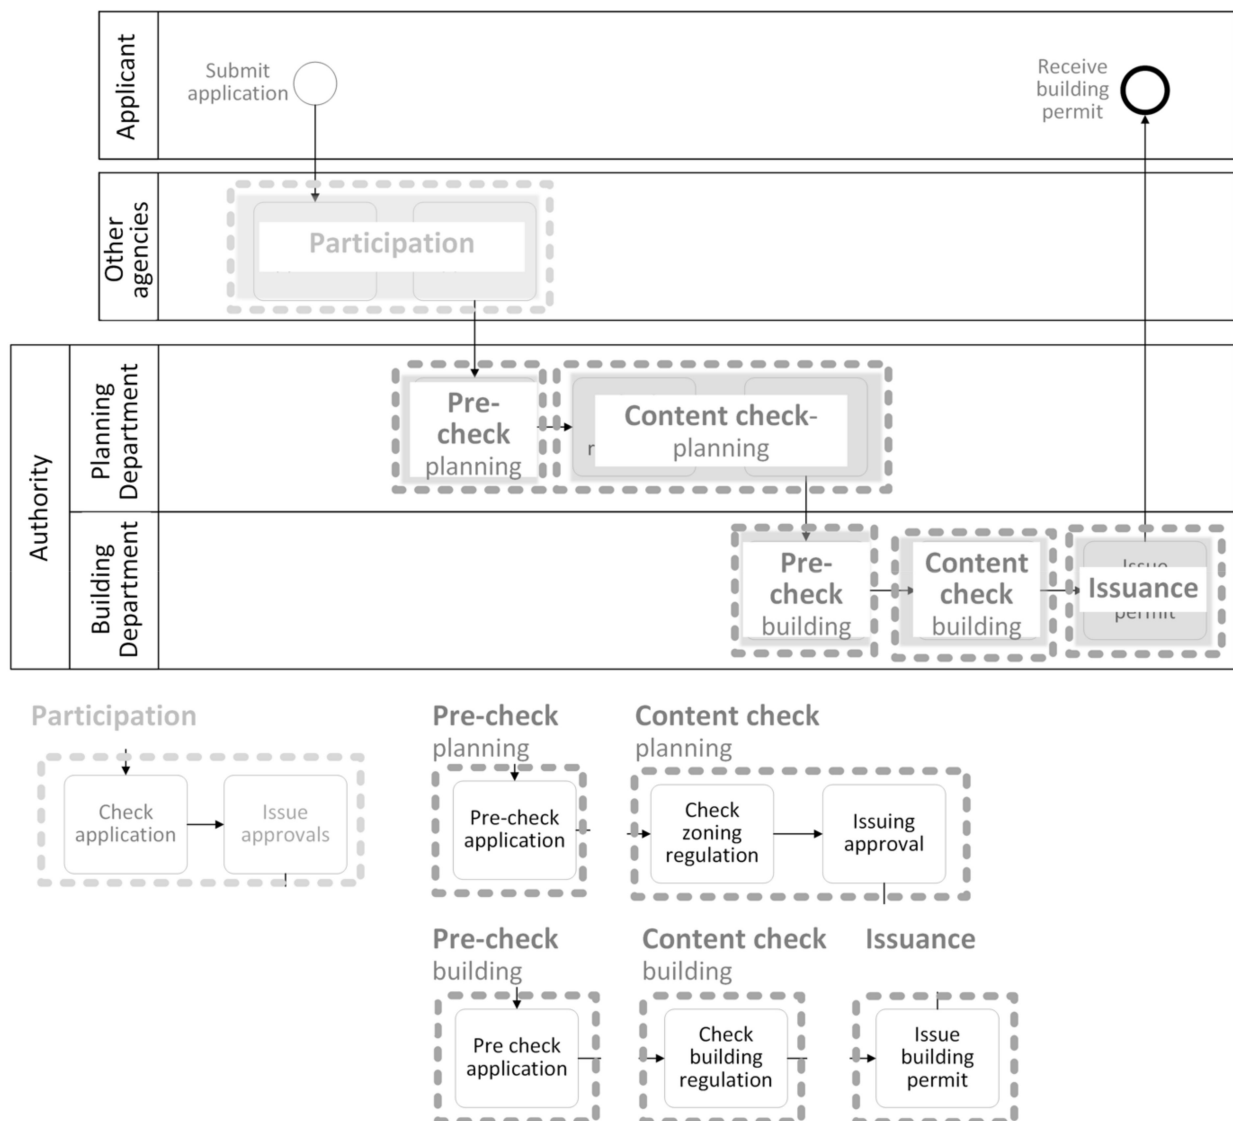 Applicant
Submit
application
Receive
building
permit
Other
agencies
Participation
Authority
Planning
Department
Pre-
check
planning
Content check-
planning
Building
Department
Pre-
check
building
Content
check
building
Issue
Issuance
permit
Participation
Check
application
Issue
approvals
Pre-check
planning
Pre-check
application
Content check
planning
Check
zoning
regulation
Issuing
approval
Pre-check
building
Pre check
application
Content check
building
Check
building
regulation
Issuance
Issue
building
permit